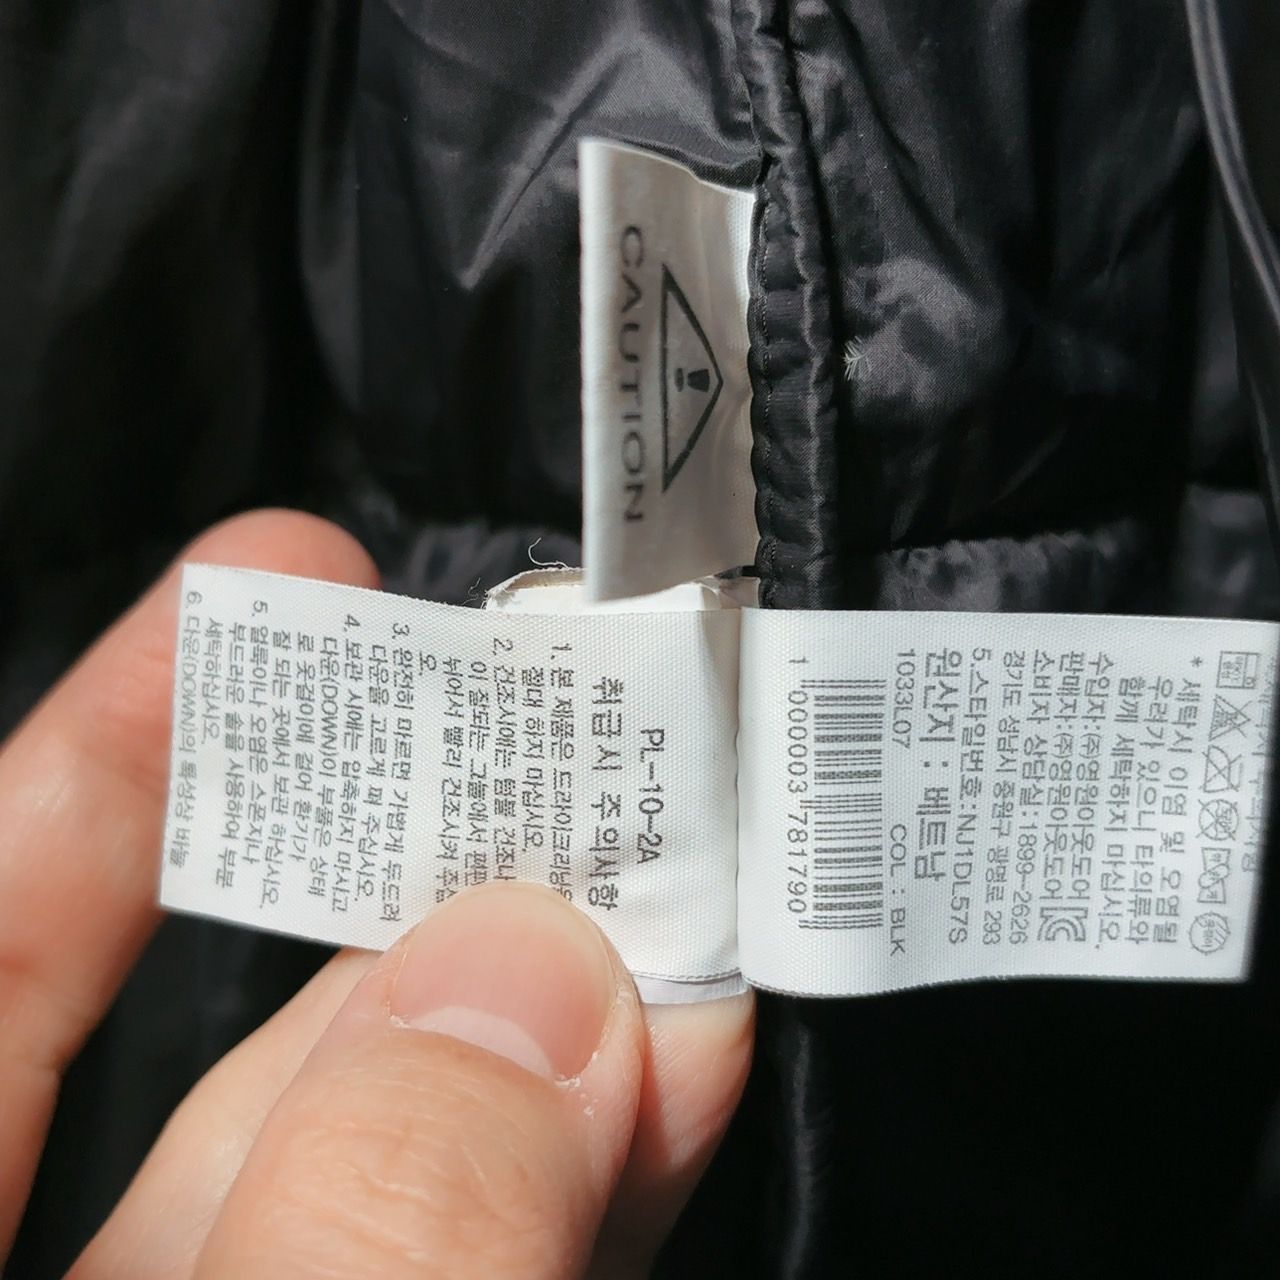 CAUTION
PL-10-2A
취급시 주의사항
1. 본 제품은 드라이크리닝을
절대 하지 마십시오.
2. 건조시에는 텀블 건조나
이 잘되는 그늘에서
뉘어서 빨리 건조시켜 주십
요.
3. 완전히 마르면 가볍게 두드려
다운을 고르게 펴 주십시오.
4. 보관 시에는 압축하지 마시고
다운(DOWN)이 부풀은 상태
로 옷걸이에 걸어 환기가
잘 되는 곳에서 보관 하십시오.
5. 얼룩이나 오염은 스폰지나
부드러운 솔을 사용하여 부분
세탁하십시오.
6. 다운(DOWN)의 특성상 바늘
* 세탁시 이염 및 오염될
우려가 있으니 타의류와
함께 세탁하지 마십시오.
수입자:㈜영원아웃도어
판매자:㈜영원아웃도어
소비자 상담실:1899-2626
경기도 성남시 중원구 광명로 293
5.스타일번호:NJ1DL57S
원산지 : 베트남
1033L07 COL : BLK
1 000003 781790